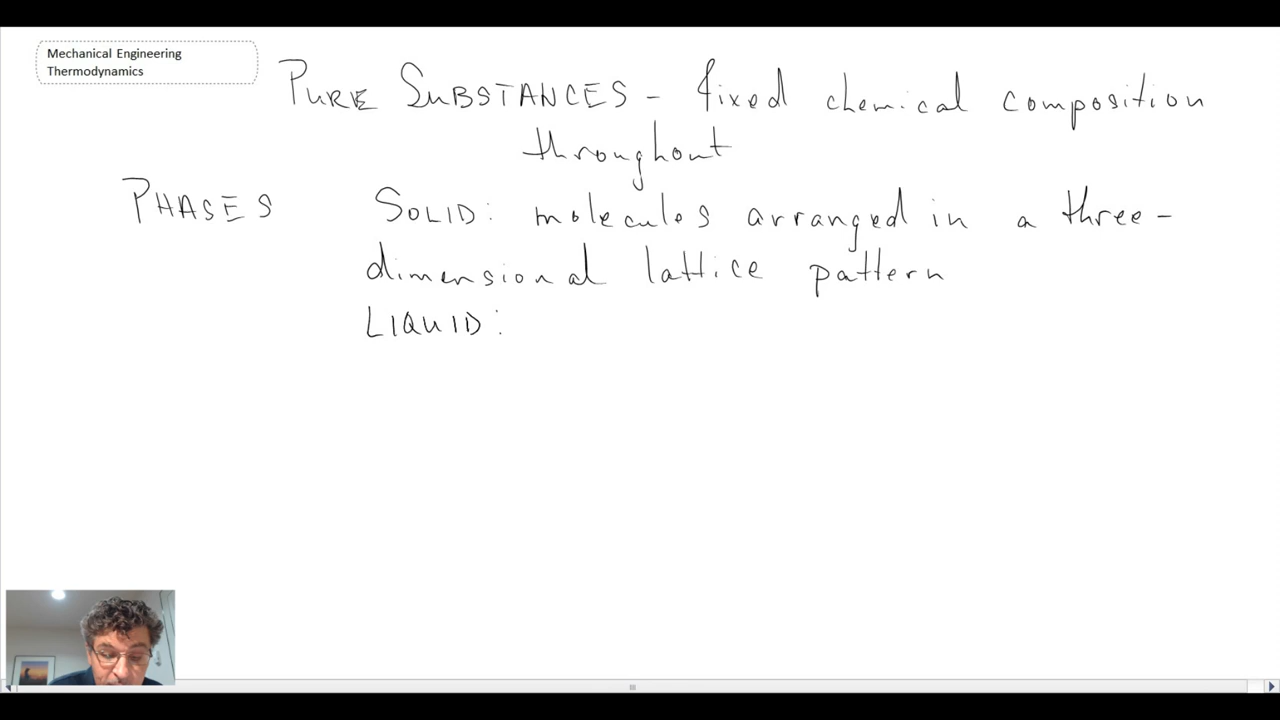 Mechanical Engineering
Thermodynamics
PURE SUBSTANCES - fixed chemical composition
throughout
PHASES SOLID: molecules arranged in a three-
dimensional lattice pattern
LIQUID: